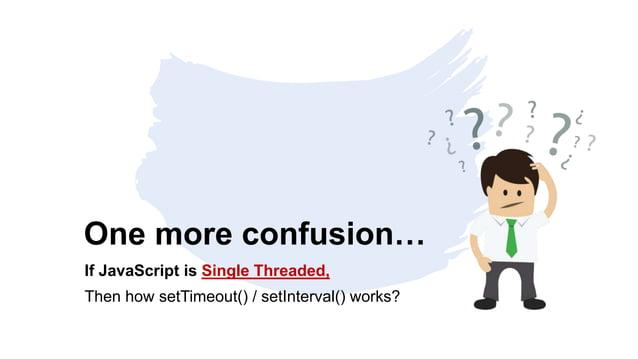 One more confusion…
If JavaScript is Single Threaded,
Then how setTimeout() / setInterval() works?